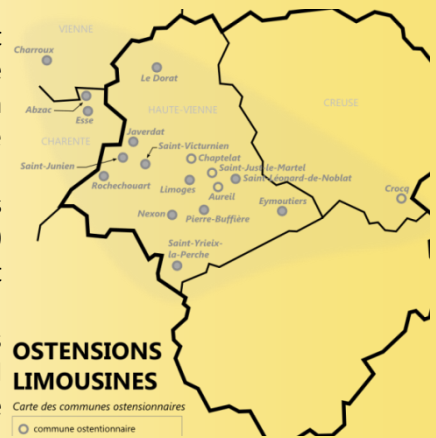 VIENNE
Charroux
Le Dorat
Abzac
Esse
HAUTE-VIENNE
CREUSE
CHARENTE
Javerdat
Saint-Victurnien
Chaptelat
Saint-Junien
Saint-Just-le-Martel
Saint-Léonard-de-Noblat
Rochechouart
Limoges
Aureil
Crocq
Nexon
Pierre-Buffière
Eymoutiers
Saint-Yrieix-
la-Perche
OSTENSIONS
LIMOUSINES
Carte des communes ostensionnaires
commune ostentionnaire